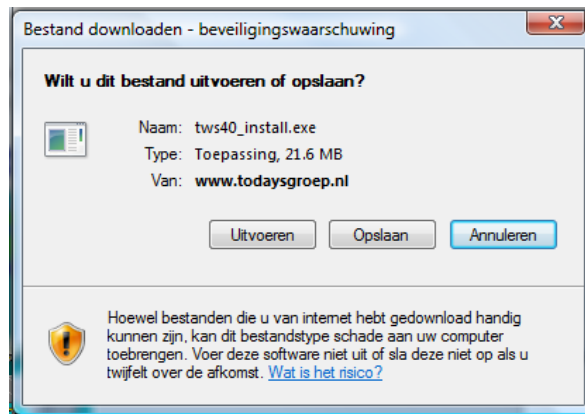 Bestand downloaden - beveiligingswaarschuwing
Wilt u dit bestand uitvoeren of opslaan?
Naam: tws40_install.exe
Type: Toepassing, 21.6 MB
Van: www.todaysgroep.nl
Uitvoeren Opslaan Annuleren
Hoewel bestanden die u van internet hebt gedownload handig
kunnen zijn, kan dit bestandstype schade aan uw computer
toebrengen. Voer deze software niet uit of sla deze niet op als u
twijfelt over de afkomst. Wat is het risico?